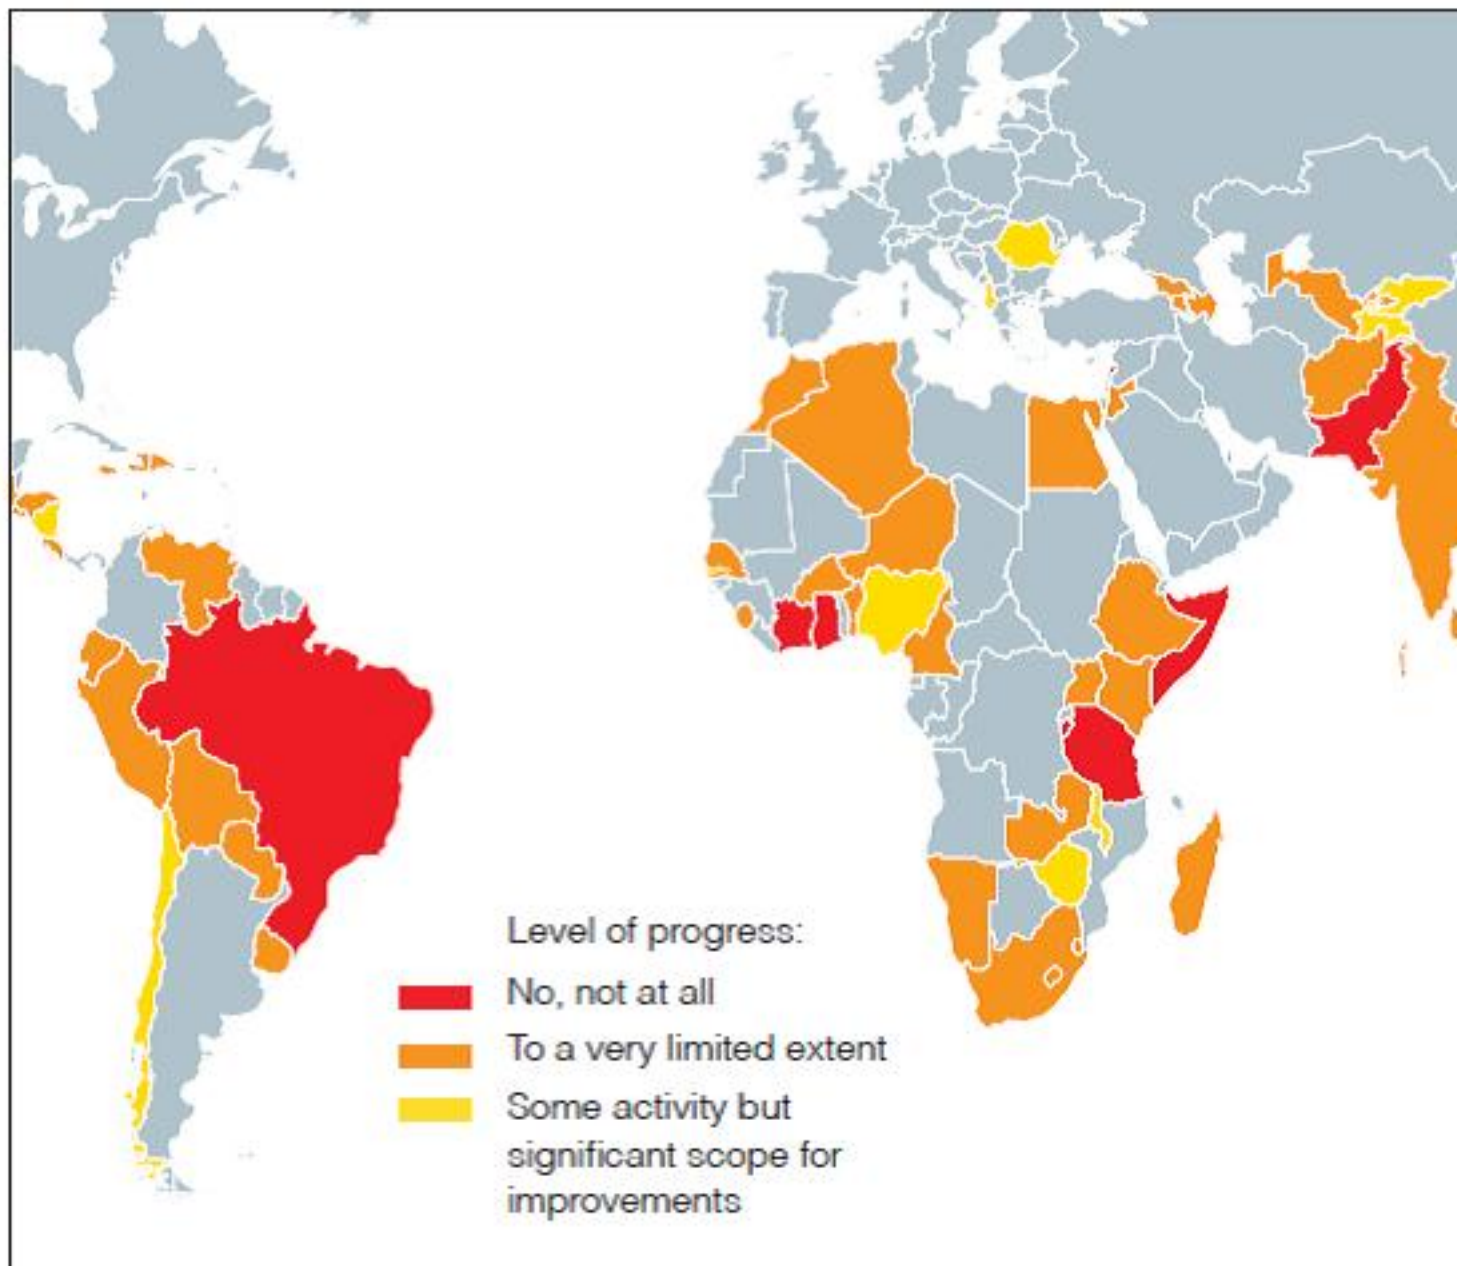 Level of progress:
No, not at all
To a very limited extent
Some activity but
significant scope for
improvements